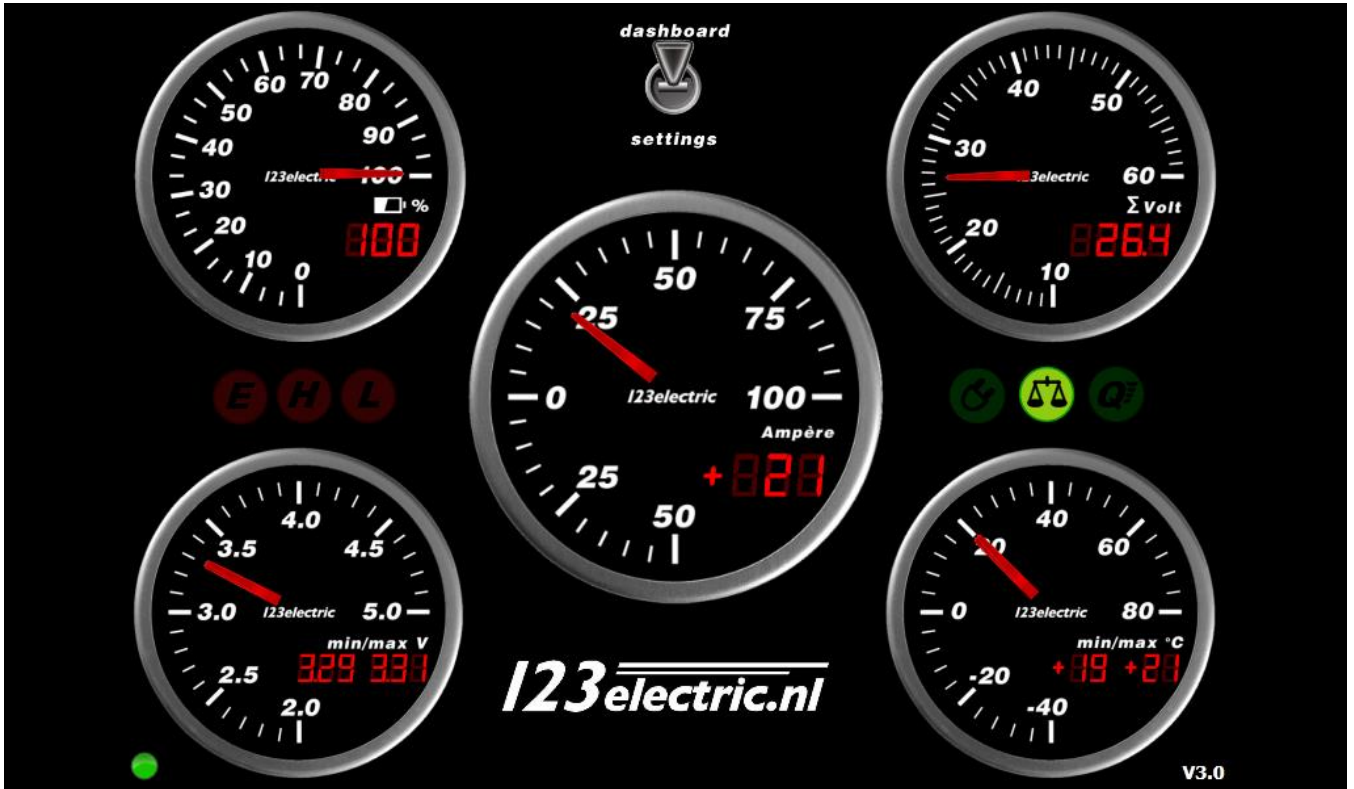 dashboard
settings
0
10
20
30
40
50
60
70
80
90
100
123electric
%
100
10
20
30
40
50
60
123electric
Σ Volt
26.4
50
25
0
25
50
75
100
123electric
Ampère
+ 21
E H L
Q
2.0
2.5
3.0
3.5
4.0
4.5
5.0
123electric
min/max V
3.29 3.31
-40
-20
0
20
40
60
80
123electric
min/max °C
+19 +21
123electric.nl
V3.0